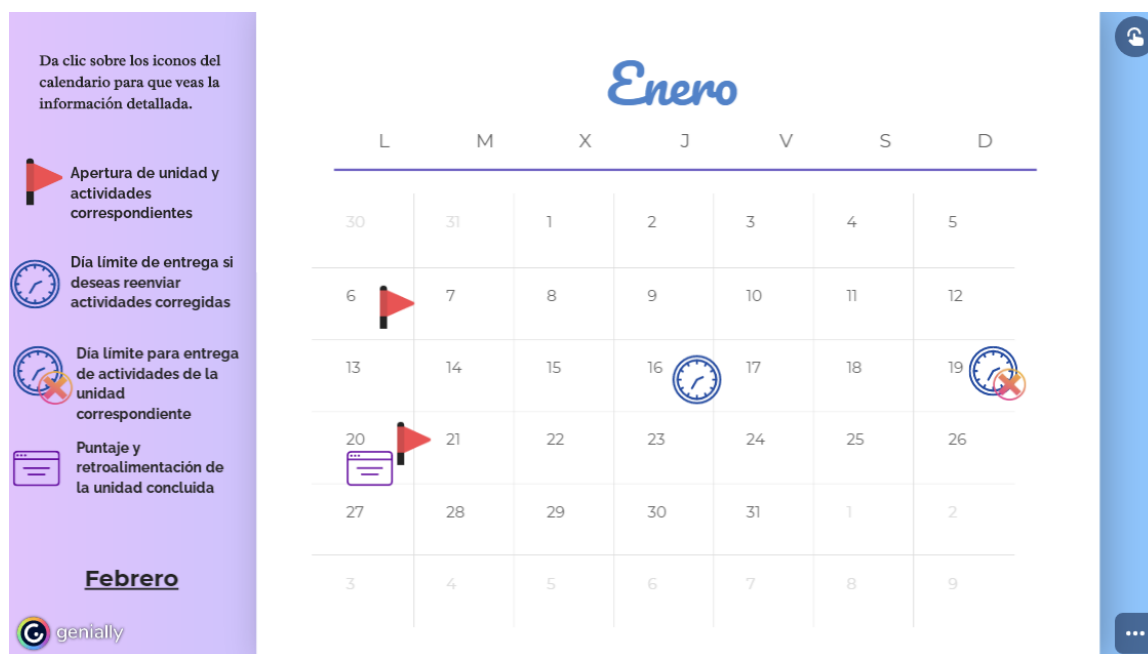 Da clic sobre los iconos del
calendario para que veas la
información detallada.
Apertura de unidad y
actividades
correspondientes
Día límite de entrega si
deseas reenviar
actividades corregidas
Día límite para entrega
de actividades de la
unidad
correspondiente
Puntaje y
retroalimentación de
la unidad concluida
Febrero
genially
Enero
L M X J V S D
30 31 1 2 3 4 5
6 7 8 9 10 11 12
13 14 15 16 17 18 19
20 21 22 23 24 25 26
27 28 29 30 31 1 2
3 4 5 6 7 8 9